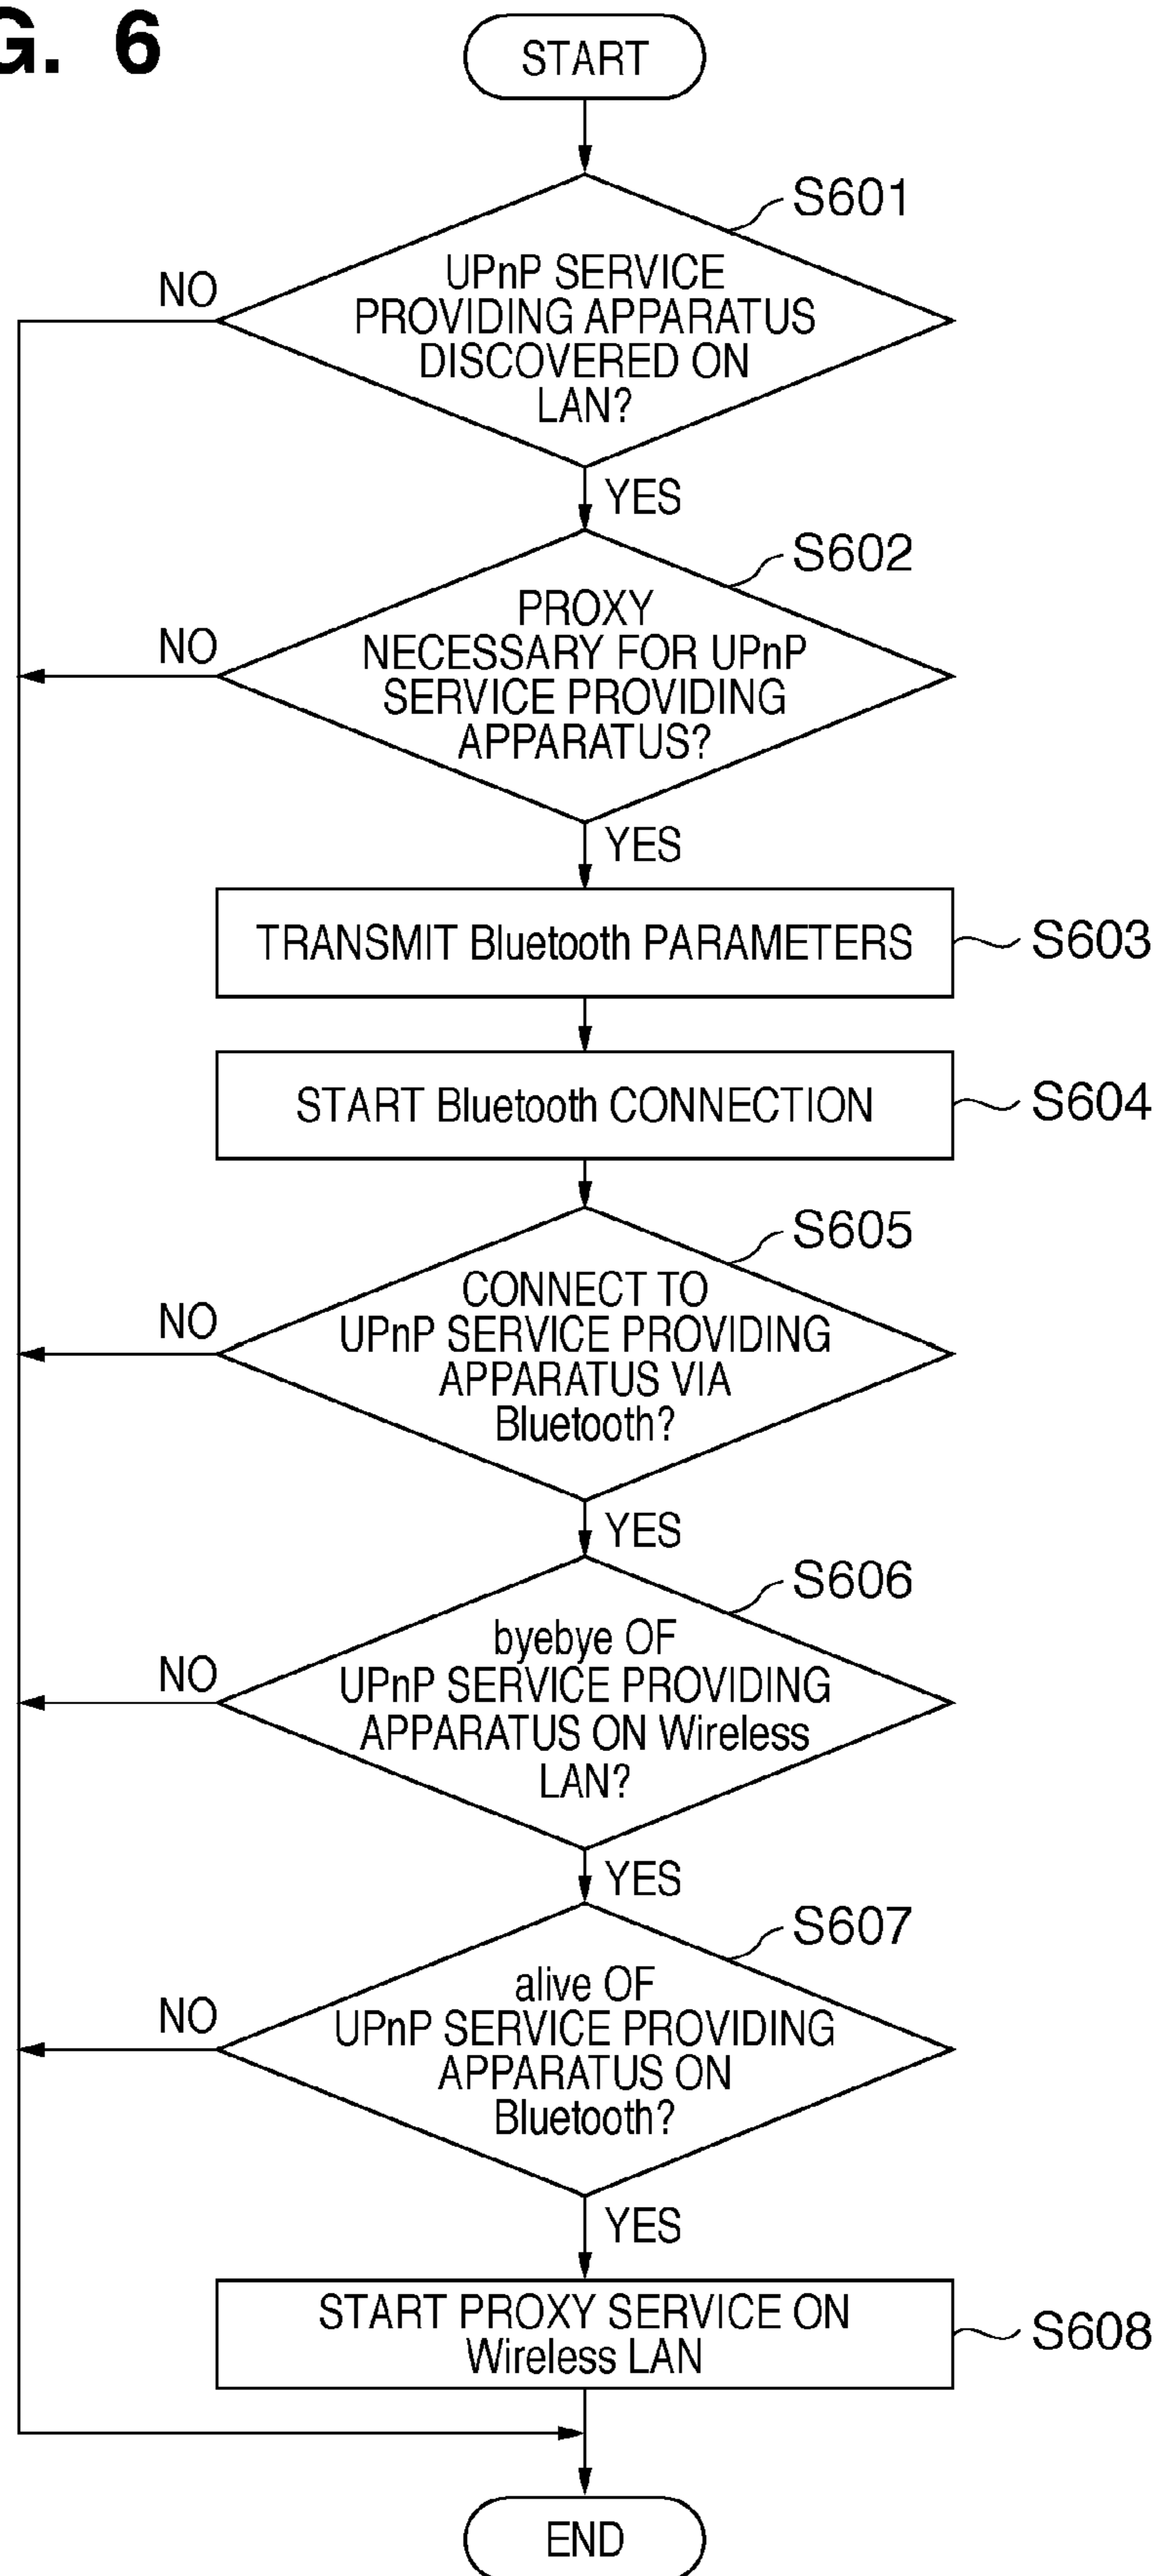 G. 6
START
S601
UPnP SERVICE
PROVIDING APPARATUS
DISCOVERED ON
LAN?
NO
YES
S602
PROXY
NECESSARY FOR UPnP
SERVICE PROVIDING
APPARATUS?
NO
YES
TRANSMIT Bluetooth PARAMETERS
S603
START Bluetooth CONNECTION
S604
S605
CONNECT TO
UPnP SERVICE PROVIDING
APPARATUS VIA
Bluetooth?
NO
YES
S606
byebye OF
UPnP SERVICE PROVIDING
APPARATUS ON Wireless
LAN?
NO
YES
S607
alive OF
UPnP SERVICE PROVIDING
APPARATUS ON
Bluetooth?
NO
YES
START PROXY SERVICE ON
Wireless LAN
S608
END